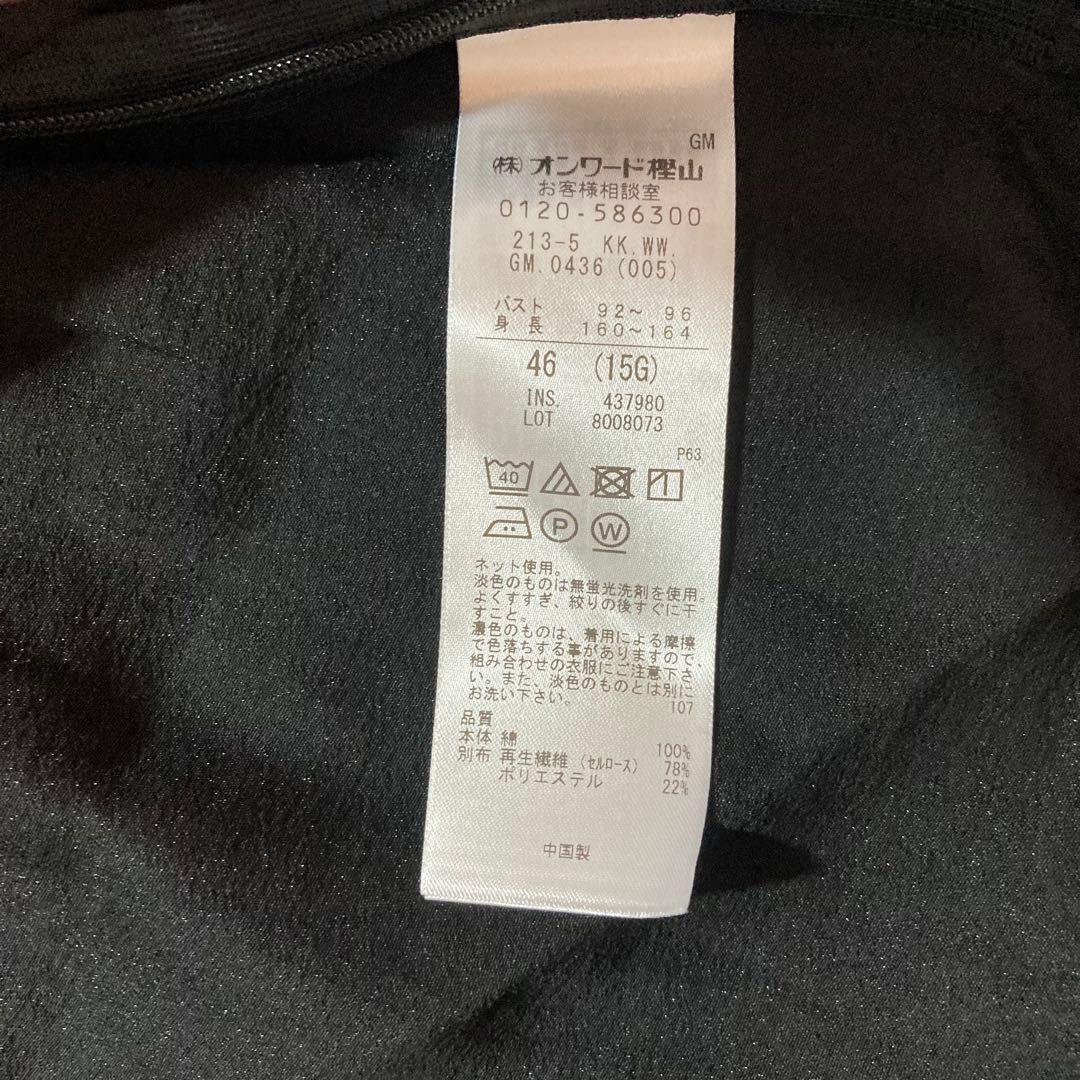 GM
(株)オンワード樫山
お客様相談室
0120-586300
213-5 KK.WW.
GM.0436 (005)
バスト 92～ 96
身長 160～164
46 (15G)
INS. 437980
LOT 8008073
P63
40
P W
ネット使用。
淡色のものは無蛍光洗剤を使用。
よくすすぎ、絞りの後すぐに干
すこと。
濃色のものは、着用による摩擦
で色落ちする事がありますので、
組み合わせの衣服にご注意下さ
い。また、淡色のものとは別に
お洗い下さい。 107
品質
本体 綿 100%
別布 再生繊維 (セルロース) 78%
ポリエステル 22%
中国製